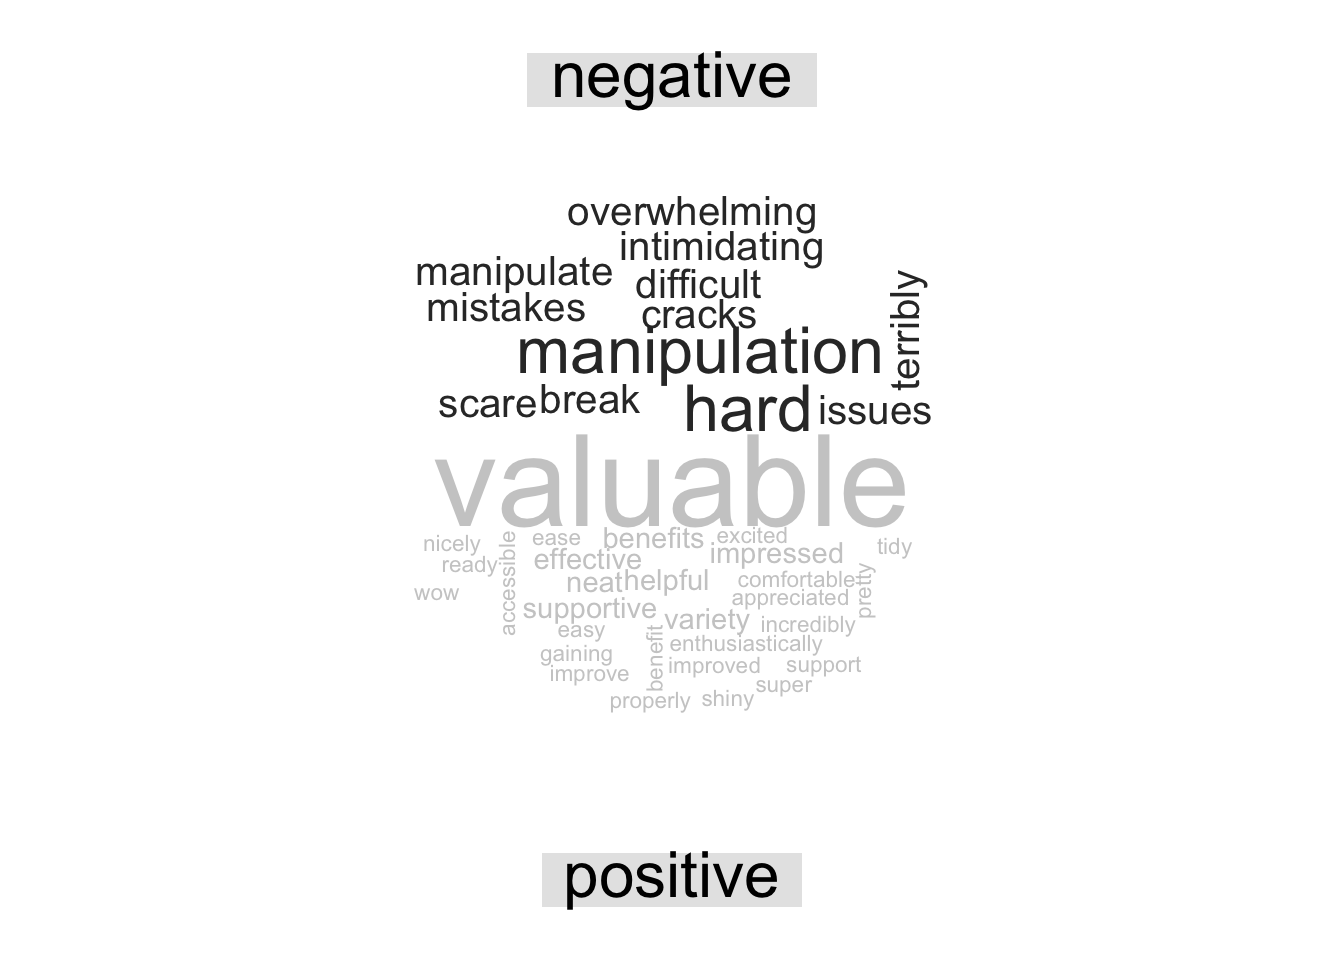 negative
overwhelming
intimidating
manipulate
difficult
terribly
mistakes
cracks
manipulation
scare
break
hard
issues
valuable
nicely
accessible
ease
benefits
excited
tidy
ready
effective
impressed
wow
neat
helpful
comfortable
pretty
appreciated
supportive
variety
incredibly
easy
benefit
enthusiastically
gaining
improve
improved
support
super
properly
shiny
positive